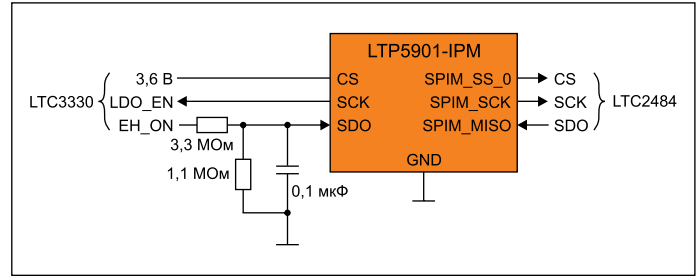 LTP5901-IPM
3,6 В CS SPIM_SS_0 CS
LTC3330 LDO_EN SCK SPIM_SCK SCK LTC2484
EH_ON SDO SPIM_MISO SDO
3,3 МОм
GND
1,1 МОм
0,1 мкФ